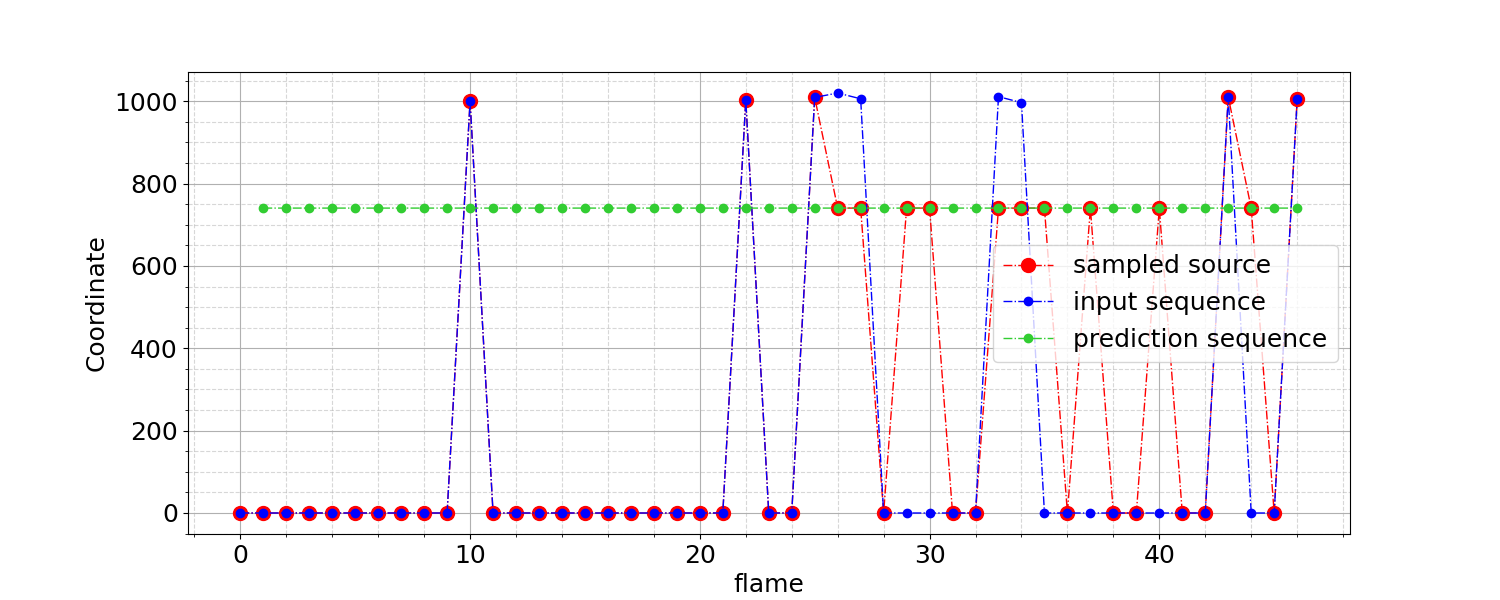 1000
800
600
400
200
0
Coordinate
sampled source
input sequence
prediction sequence
0 10 20 30 40
flame